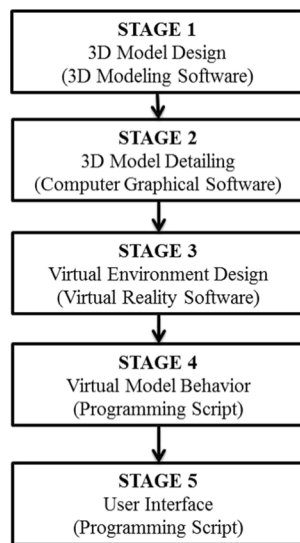 STAGE 1
3D Model Design
(3D Modeling Software)
STAGE 2
3D Model Detailing
(Computer Graphical Software)
STAGE 3
Virtual Environment Design
(Virtual Reality Software)
STAGE 4
Virtual Model Behavior
(Programming Script)
STAGE 5
User Interface
(Programming Script)